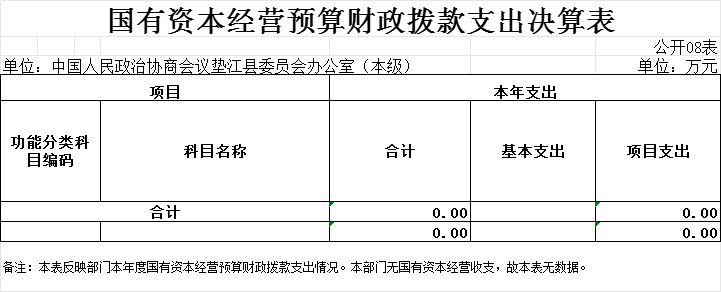 国有资本经营预算财政拨款支出决算表
公开08表
单位：中国人民政治协商会议垫江县委员会办公室（本级） 单位：万元
项目 本年支出
功能分类科目编码 科目名称 合计 基本支出 项目支出
合计 0.00 0.00
0.00 0.00
备注：本表反映部门本年度国有资本经营预算财政拨款支出情况。本部门无国有资本经营收支，故本表无数据。